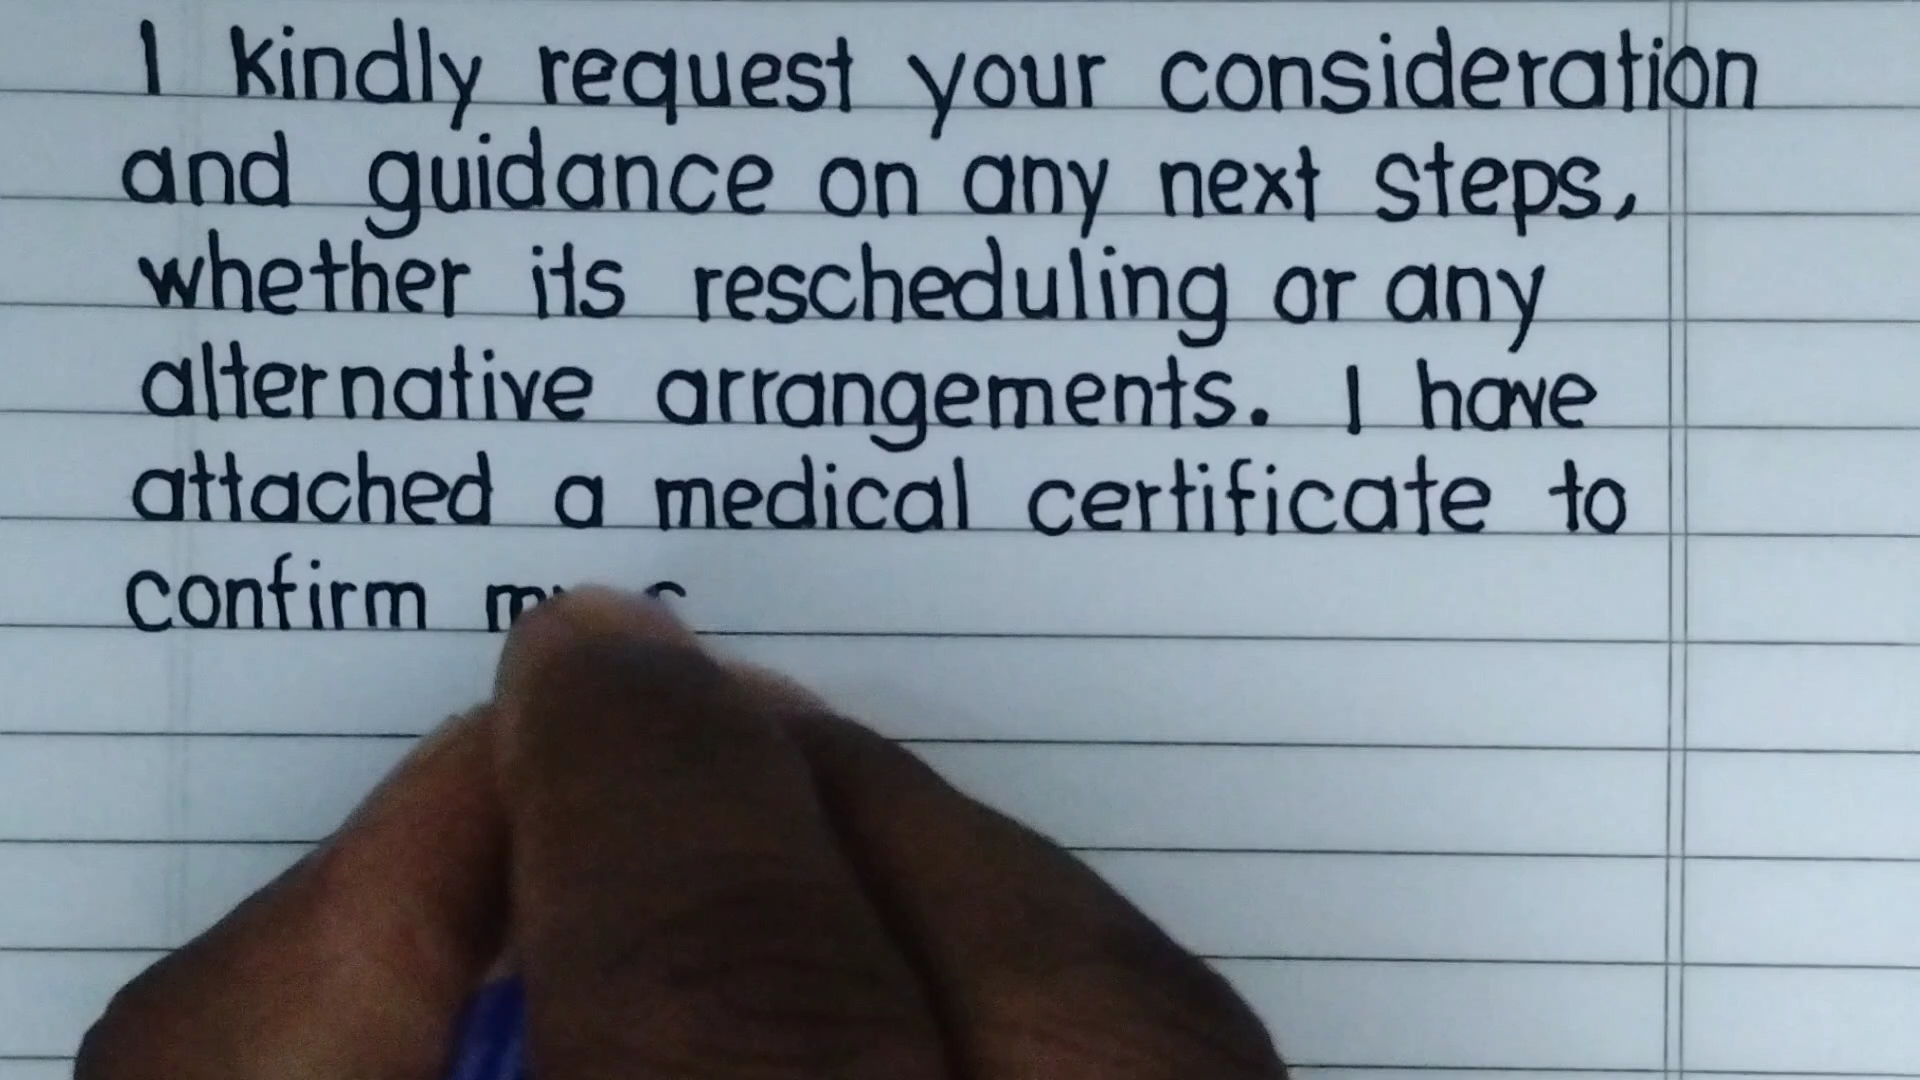 I kindly request your consideration
and guidance on any next steps,
whether its rescheduling or any
alternative arrangements. I have
attached a medical certificate to
confirm